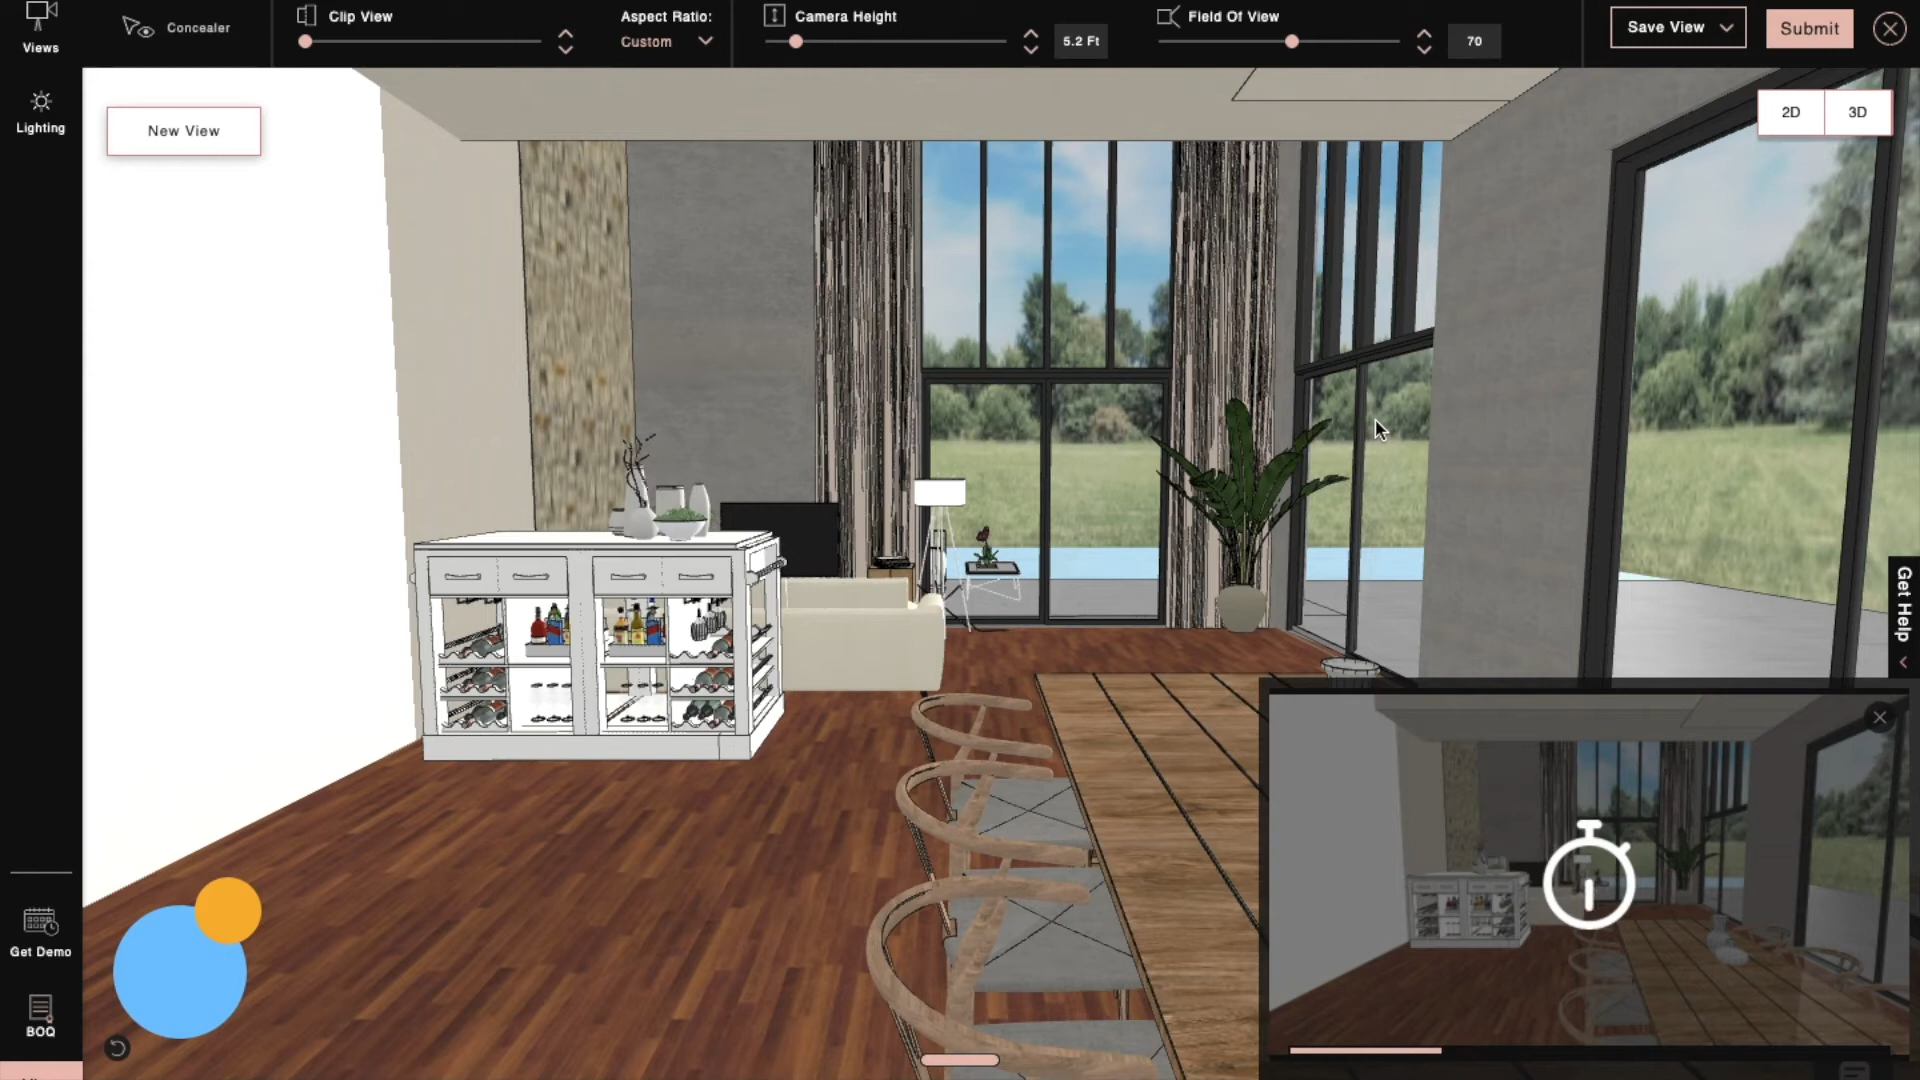 Views
Concealer
Clip View
Aspect Ratio:
Custom
Camera Height
5.2 Ft
Field Of View
70
Save View
Submit
Lighting
New View
2D
3D
Get Help
Get Demo
BOQ